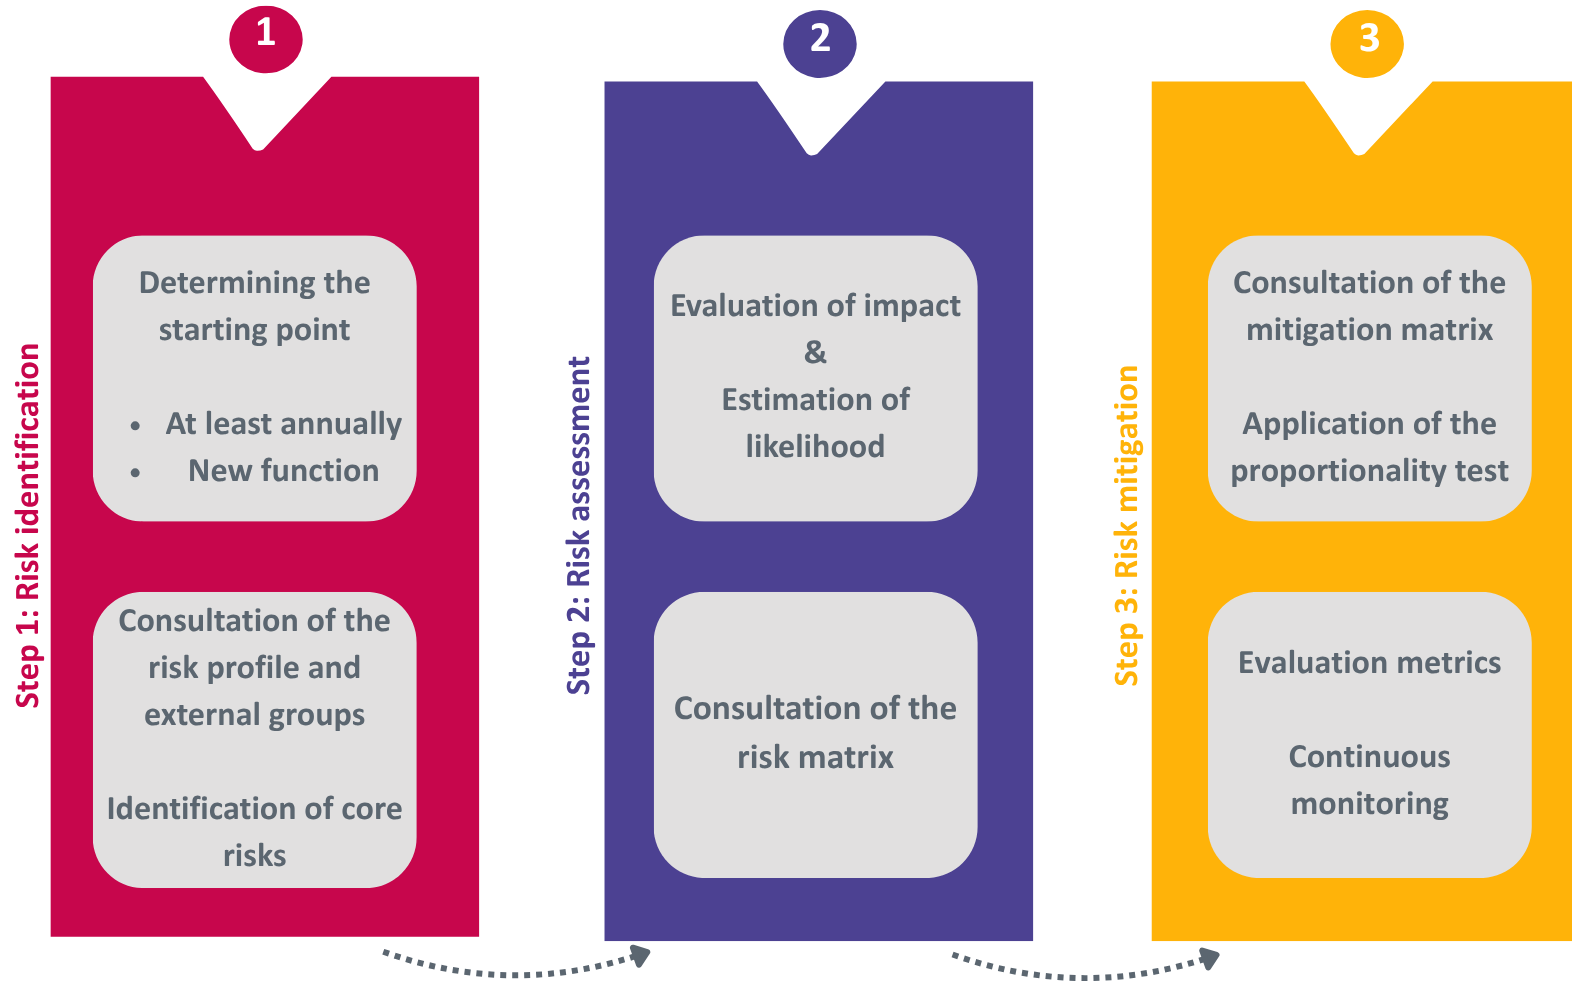 1
Step 1: Risk identification
Determining the
starting point
• At least annually
• New function
Consultation of the
risk profile and
external groups
Identification of core
risks
2
Step 2: Risk assessment
Evaluation of impact
&
Estimation of
likelihood
Consultation of the
risk matrix
3
Step 3: Risk mitigation
Consultation of the
mitigation matrix
Application of the
proportionality test
Evaluation metrics
Continuous
monitoring